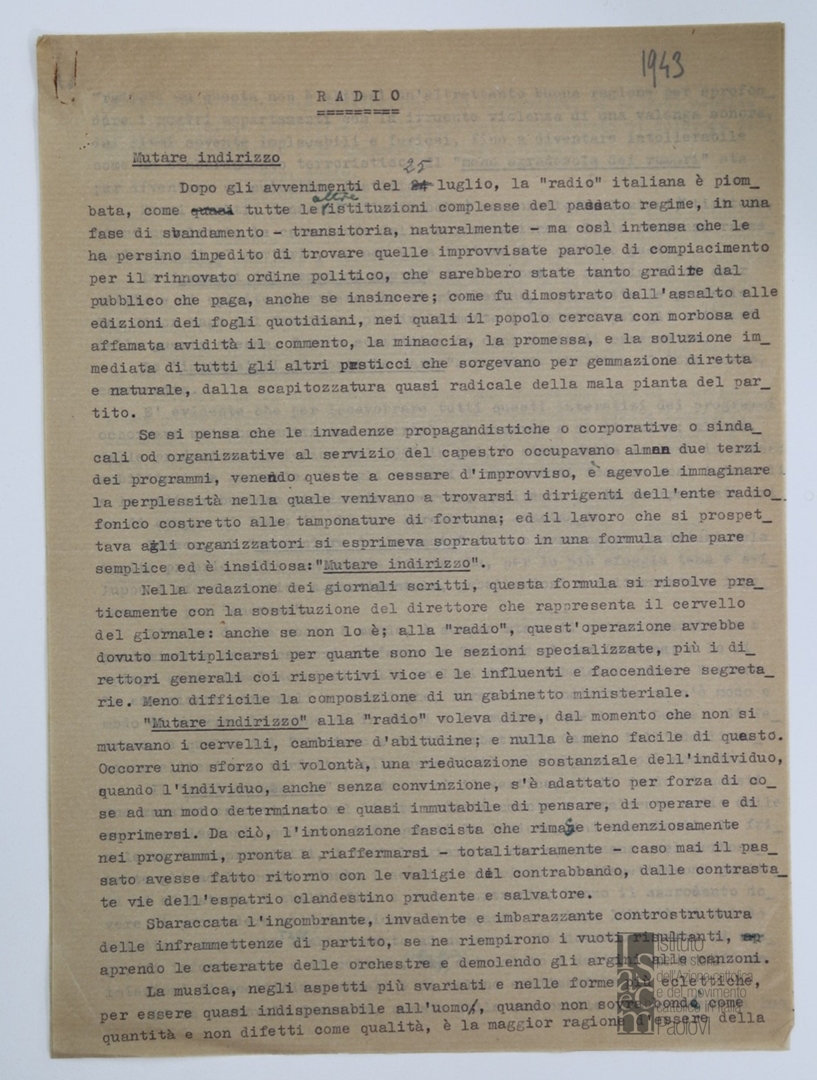 1943
RADIO
Mutare indirizzo
25
Dopo gli avvenimenti del 24 luglio, la "radio" italiana è piom_
altre
bata, come quasi tutte le istituzioni complesse del passato regime, in una
fase di sbandamento - transitoria, naturalmente - ma così intensa che le
ha persino impedito di trovare quelle improvvisate parole di compiacimento
per il rinnovato ordine politico, che sarebbero state tanto gradite dal
pubblico che paga, anche se insincere; come fu dimostrato dall'assalto alle
edizioni dei fogli quotidiani, nei quali il popolo cercava con morbosa ed
affamata avidità il commento, la minaccia, la promessa, e la soluzione im_
mediata di tutti gli altri pasticci che sorgevano per gemmazione diretta
e naturale, dalla scapitozzatura quasi radicale della mala pianta del par_
tito.
Se si pensa che le invadenze propagandistiche o corporative o sinda_
cali od organizzative al servizio del capestro occupavano almen due terzi
dei programmi, venendo queste a cessare d'improvviso, è agevole immaginare
la perplessità nella quale venivano a trovarsi i dirigenti dell'ente radio_
fonico costretto alle tamponature di fortuna; ed il lavoro che si prospet_
tava agli organizzatori si esprimeva sopratutto in una formula che pare
semplice ed è insidiosa:"Mutare indirizzo".
Nella redazione dei giornali scritti, questa formula si risolve pra_
ticamente con la sostituzione del direttore che rappresenta il cervello
del giornale: anche se non lo è; alla "radio", quest'operazione avrebbe
dovuto moltiplicarsi per quante sono le sezioni specializzate, più i di_
rettori generali coi rispettivi vice e le influenti e faccendiere segreta_
rie. Meno difficile la composizione di un gabinetto ministeriale.
"Mutare indirizzo" alla "radio" voleva dire, dal momento che non si
mutavano i cervelli, cambiare d'abitudine; e nulla è meno facile di questo.
Occorre uno sforzo di volontà, una rieducazione sostanziale dell'individuo,
quando l'individuo, anche senza convinzione, s'è adattato per forza di co_
se ad un modo determinato e quasi immutabile di pensare, di operare e di
esprimersi. Da ciò, l'intonazione fascista che rimase tendenziosamente
nei programmi, pronta a riaffermarsi - totalitariamente - caso mai il pas_
sato avesse fatto ritorno con le valigie del contrabbando, dalle contrasta_
te vie dell'espatrio clandestino prudente e salvatore.
Sbaraccata l'ingombrante, invadente e imbarazzante controstruttura
delle inframmettenze di partito, se ne riempirono i vuoti risultanti,
aprendo le cateratte delle orchestre e demolendo gli argini alle canzoni.
La musica, negli aspetti più svariati e nelle forme più eclettiche,
per essere quasi indispensabile all'uomo, quando non sovrabbonda come
quantità e non difetti come qualità, è la maggior ragione d'essere della
Istituto
per la storia
dell'Azione cattolica
e del movimento
cattolico in Italia
Paolo VI